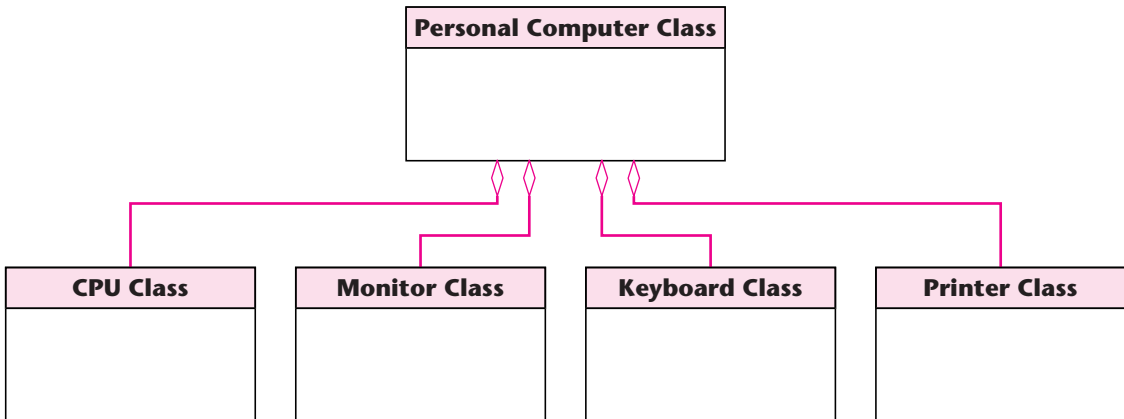 Personal Computer Class
CPU Class
Monitor Class
Keyboard Class
Printer Class